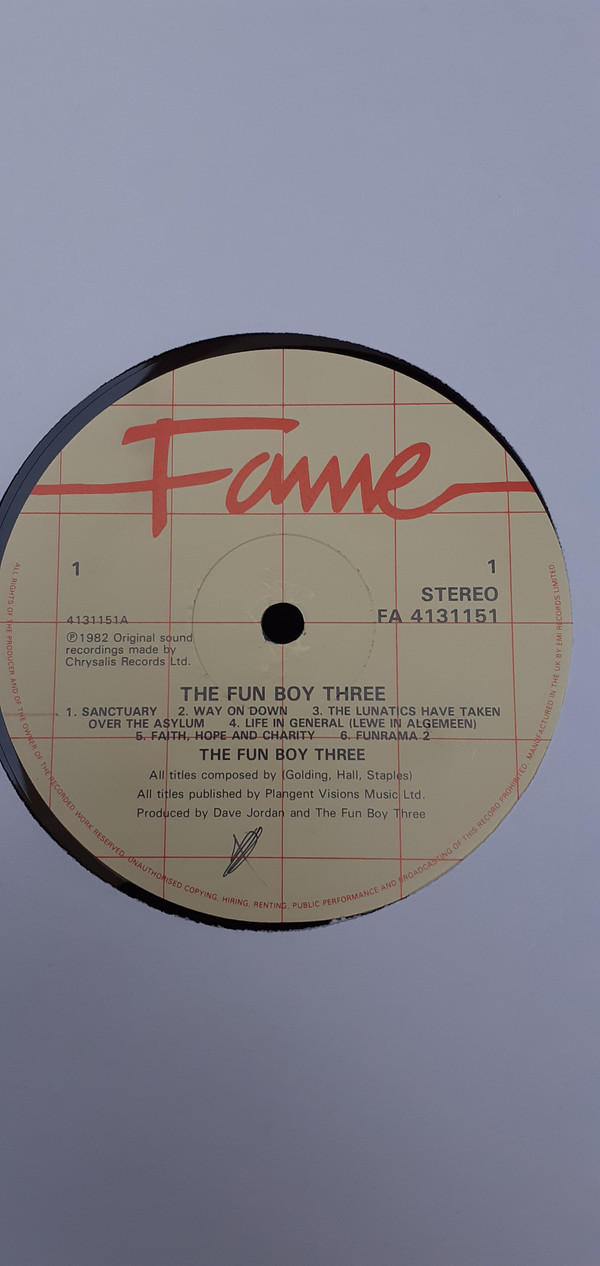 Fame
1
1
STEREO
FA 4131151
4131151A
℗1982 Original sound
recordings made by
Chrysalis Records Ltd.
THE FUN BOY THREE
1. SANCTUARY 2. WAY ON DOWN 3. THE LUNATICS HAVE TAKEN
OVER THE ASYLUM 4. LIFE IN GENERAL (LEWE IN ALGEMEEN)
5. FAITH, HOPE AND CHARITY 6. FUNRAMA 2
THE FUN BOY THREE
All titles composed by (Golding, Hall, Staples)
All titles published by Plangent Visions Music Ltd.
Produced by Dave Jordan and The Fun Boy Three
ALL RIGHTS OF THE PRODUCER AND OF THE OWNER OF THE RECORDED WORK RESERVED. UNAUTHORISED COPYING, HIRING, RENTING, PUBLIC PERFORMANCE AND BROADCASTING OF THIS RECORD PROHIBITED. MANUFACTURED IN THE UK BY EMI RECORDS LIMITED.